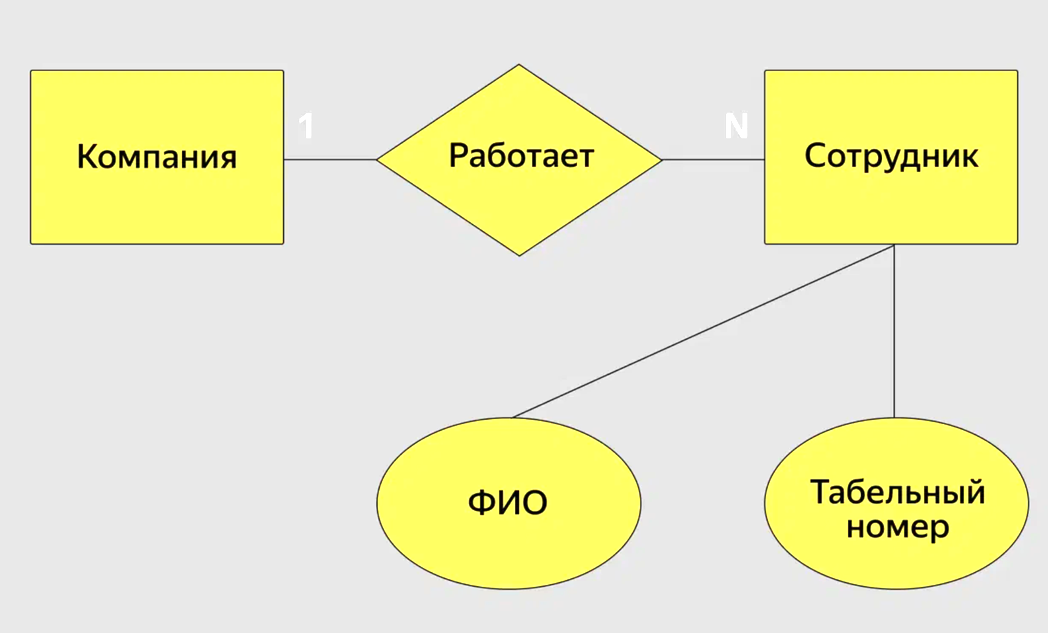 1
N
Компания
Работает
Сотрудник
ФИО
Табельный
номер